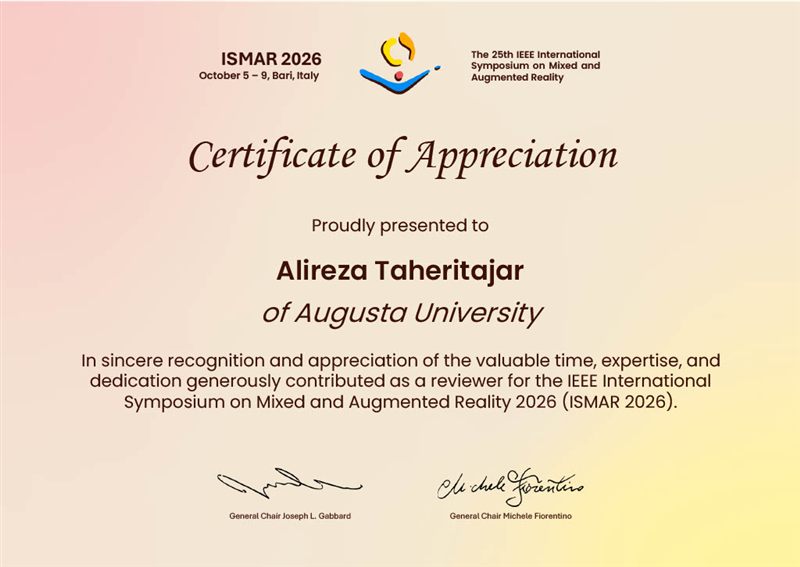 ISMAR 2026
October 5 – 9, Bari, Italy
The 25th IEEE International
Symposium on Mixed and
Augmented Reality
Certificate of Appreciation
Proudly presented to
Alireza Taheritajar
of Augusta University
In sincere recognition and appreciation of the valuable time, expertise, and
dedication generously contributed as a reviewer for the IEEE International
Symposium on Mixed and Augmented Reality 2026 (ISMAR 2026).
Michele Fiorentino
General Chair Joseph L. Gabbard
General Chair Michele Fiorentino